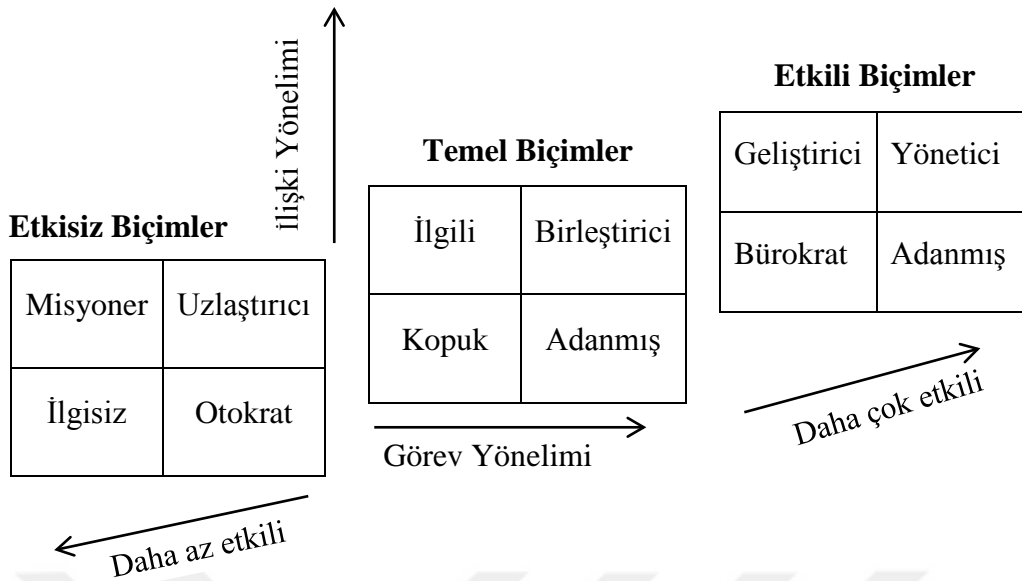 İlişki Yönelimi
Etkisiz Biçimler
Misyoner Uzlaştırıcı
İlgisiz Otokrat
Daha az etkili
Temel Biçimler
İlgili Birleştirici
Kopuk Adanmış
Görev Yönelimi
Etkili Biçimler
Geliştirici Yönetici
Bürokrat Adanmış
Daha çok etkili